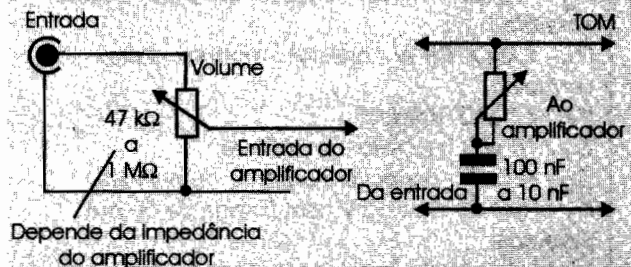 Entrada
Volume
47 kΩ
a
1 MΩ
Entrada do
amplificador
Depende da impedância
do amplificador
TOM
Ao
amplificador
100 nF
a 10 nF
Da entrada